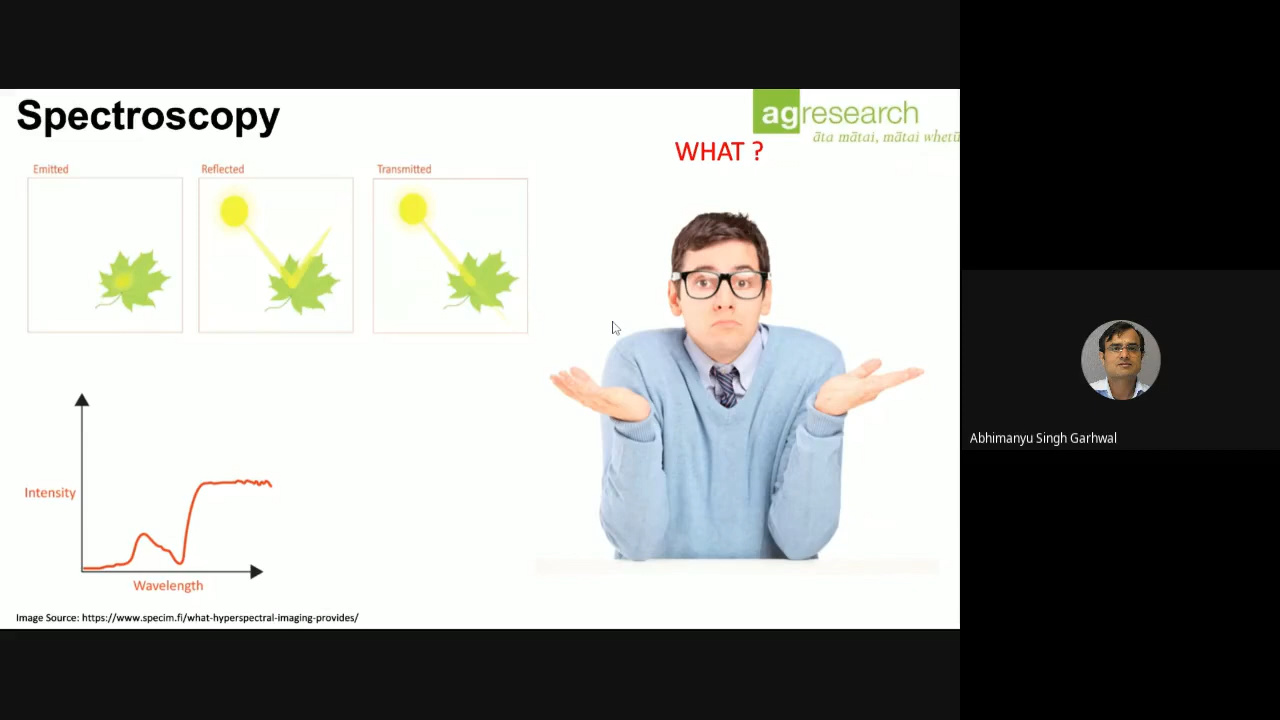 Spectroscopy
agresearch
āta mātai, mātai whetū
WHAT ?
Emitted
Reflected
Transmitted
Intensity
Wavelength
Image Source: https://www.specim.fi/what-hyperspectral-imaging-provides/
Abhimanyu Singh Garhwal